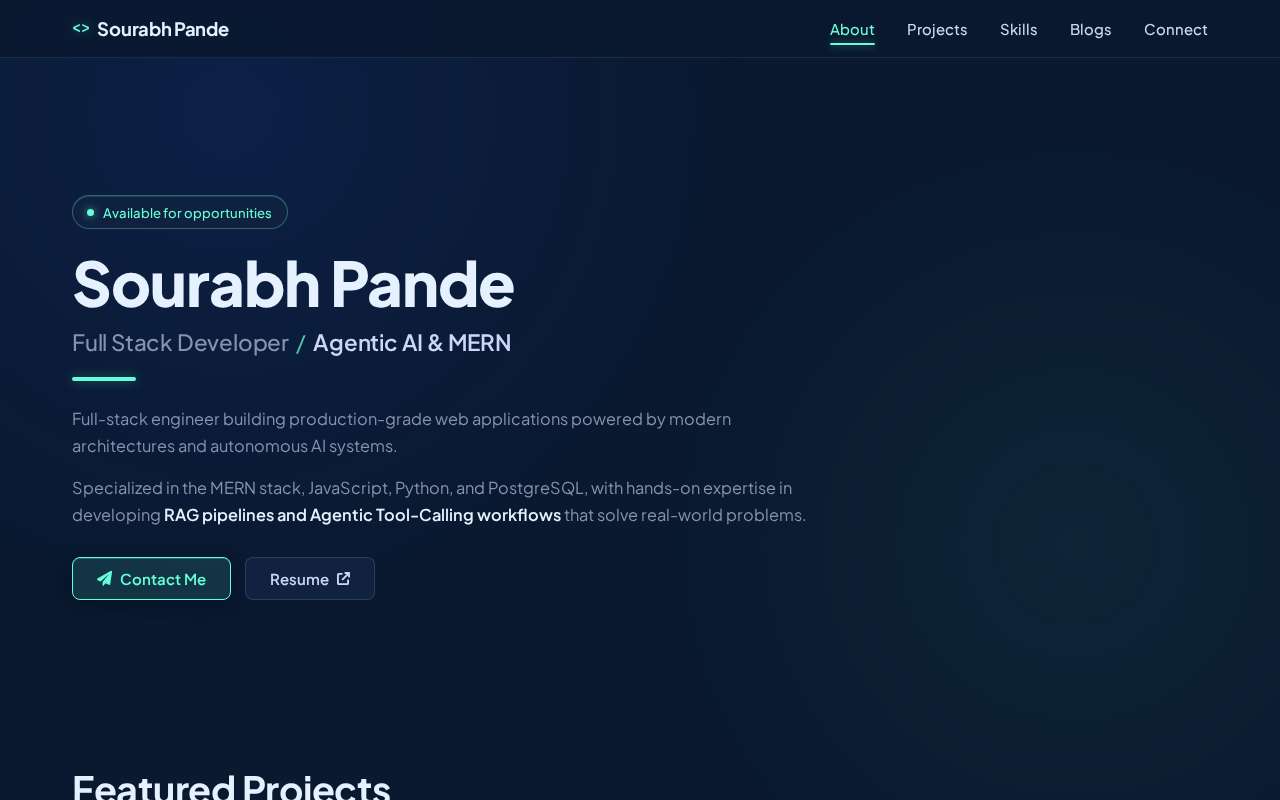 <> Sourabh Pande
About Projects Skills Blogs Connect
Available for opportunities
Sourabh Pande
Full Stack Developer / Agentic AI & MERN
Full-stack engineer building production-grade web applications powered by modern
architectures and autonomous AI systems.
Specialized in the MERN stack, JavaScript, Python, and PostgreSQL, with hands-on expertise in
developing RAG pipelines and Agentic Tool-Calling workflows that solve real-world problems.
Contact Me
Resume
Featured Projects